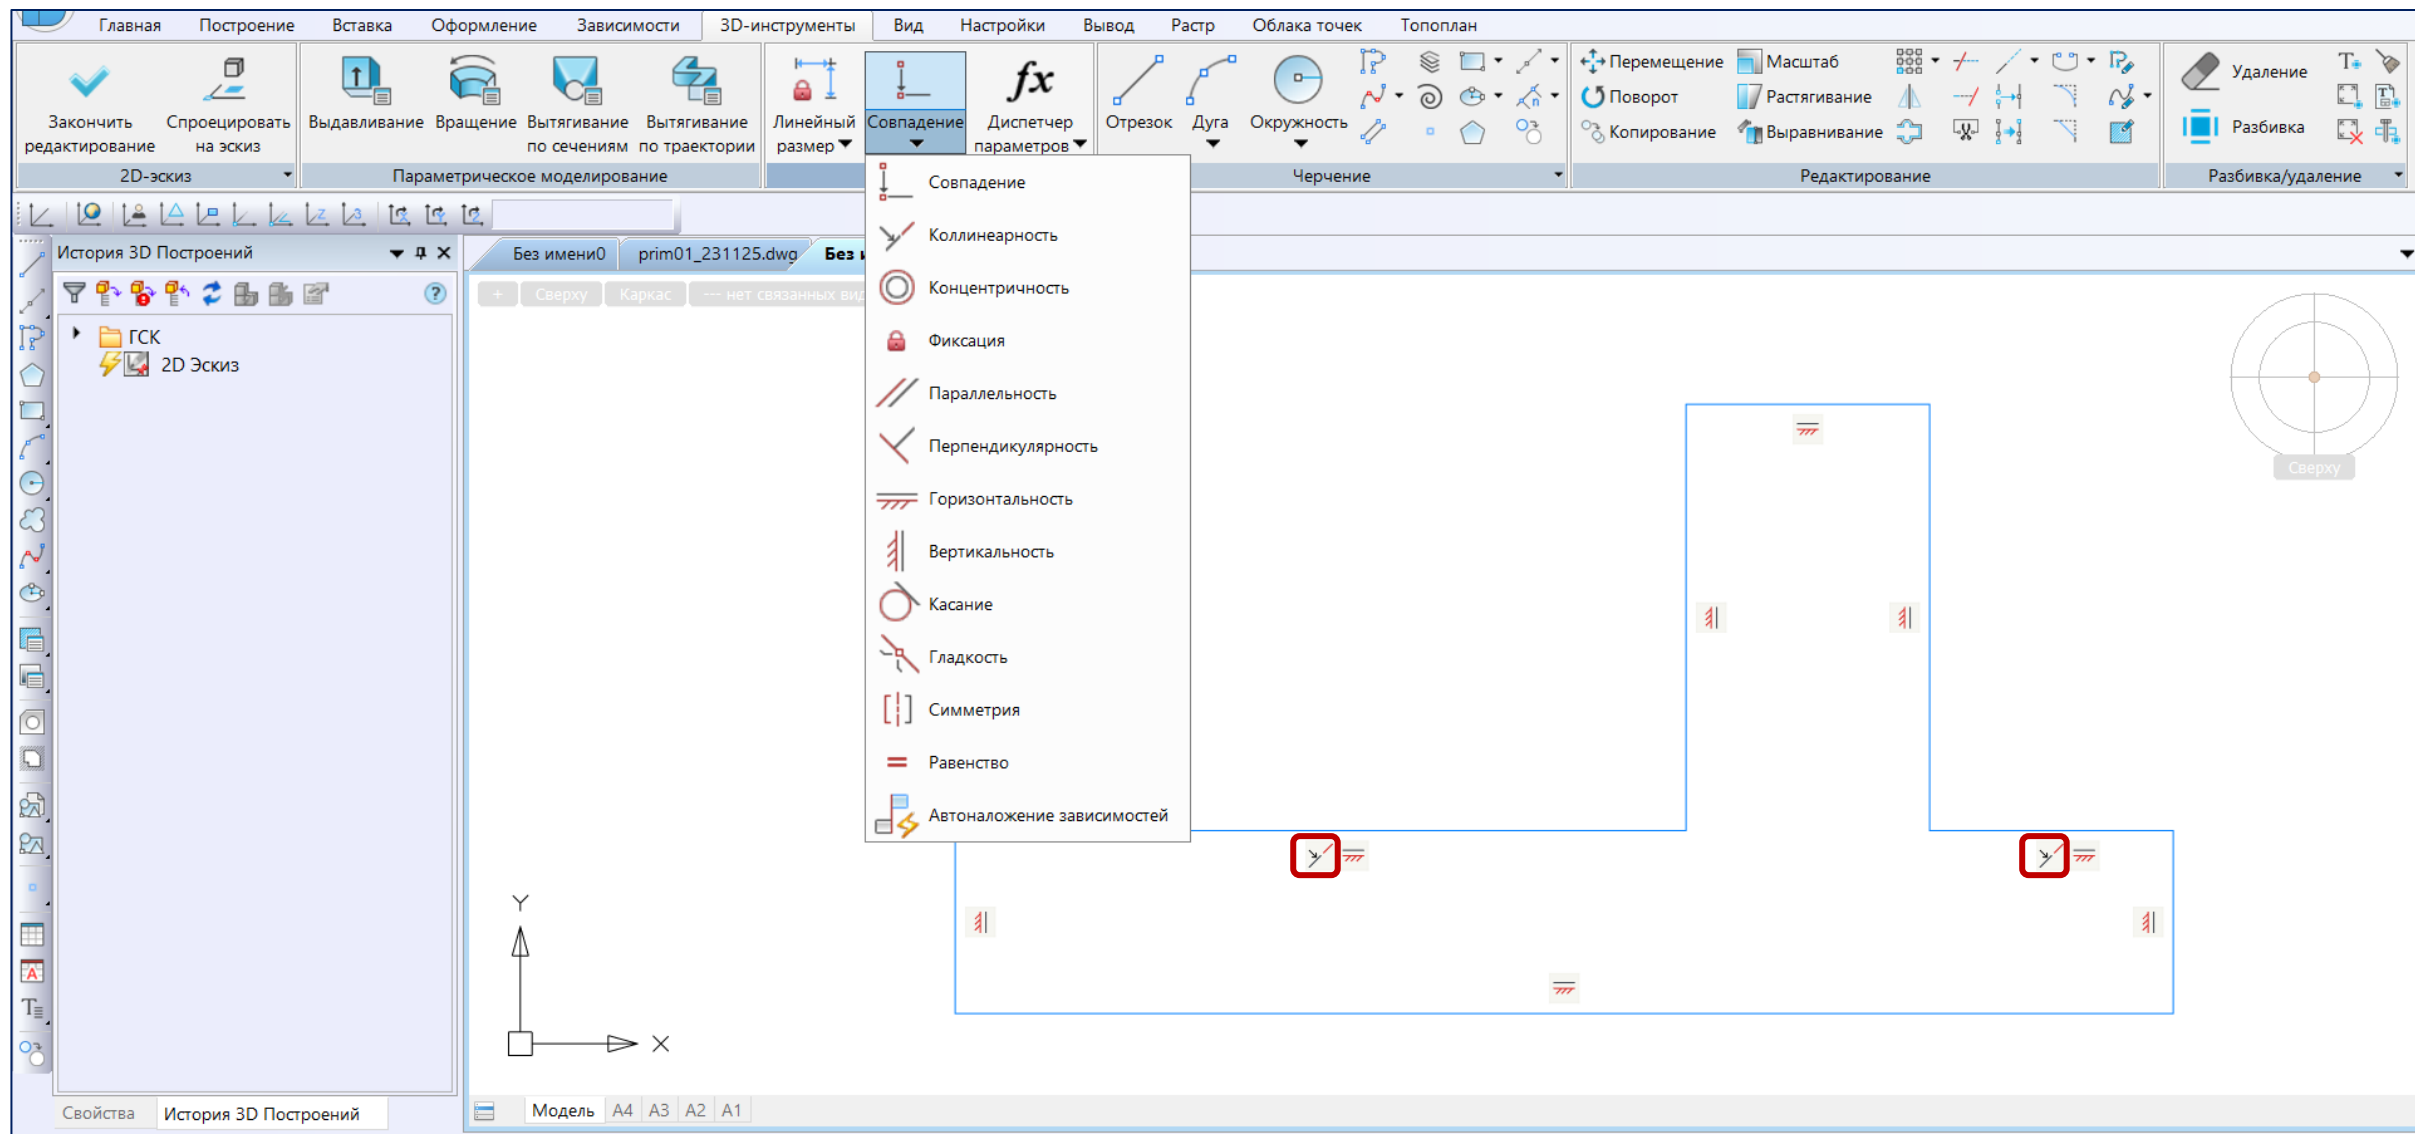 Главная Построение Вставка Оформление Зависимости 3D-инструменты Вид Настройки Вывод Растр Облака точек Топоплан
Закончить редактирование
Спроецировать на эскиз
Выдавливание
Вращение
Вытягивание по сечениям
Вытягивание по траектории
Линейный размер
Совпадение
fx
Диспетчер параметров
Отрезок
Дуга
Окружность
Перемещение
Поворот
Копирование
Масштаб
Растягивание
Выравнивание
Удаление
Разбивка
2D-эскиз
Параметрическое моделирование
Черчение
Редактирование
Разбивка/удаление
История 3D Построений
Без имени0
prim01_231125.dwg
ГСК
2D Эскиз
+
Сверху
Каркас
Совпадение
Коллинеарность
Концентричность
Фиксация
Параллельность
Перпендикулярность
Горизонтальность
Вертикальность
Касание
Гладкость
Симметрия
Равенство
Автоналожение зависимостей
Сверху
Y
X
Свойства
История 3D Построений
Модель A4 A3 A2 A1